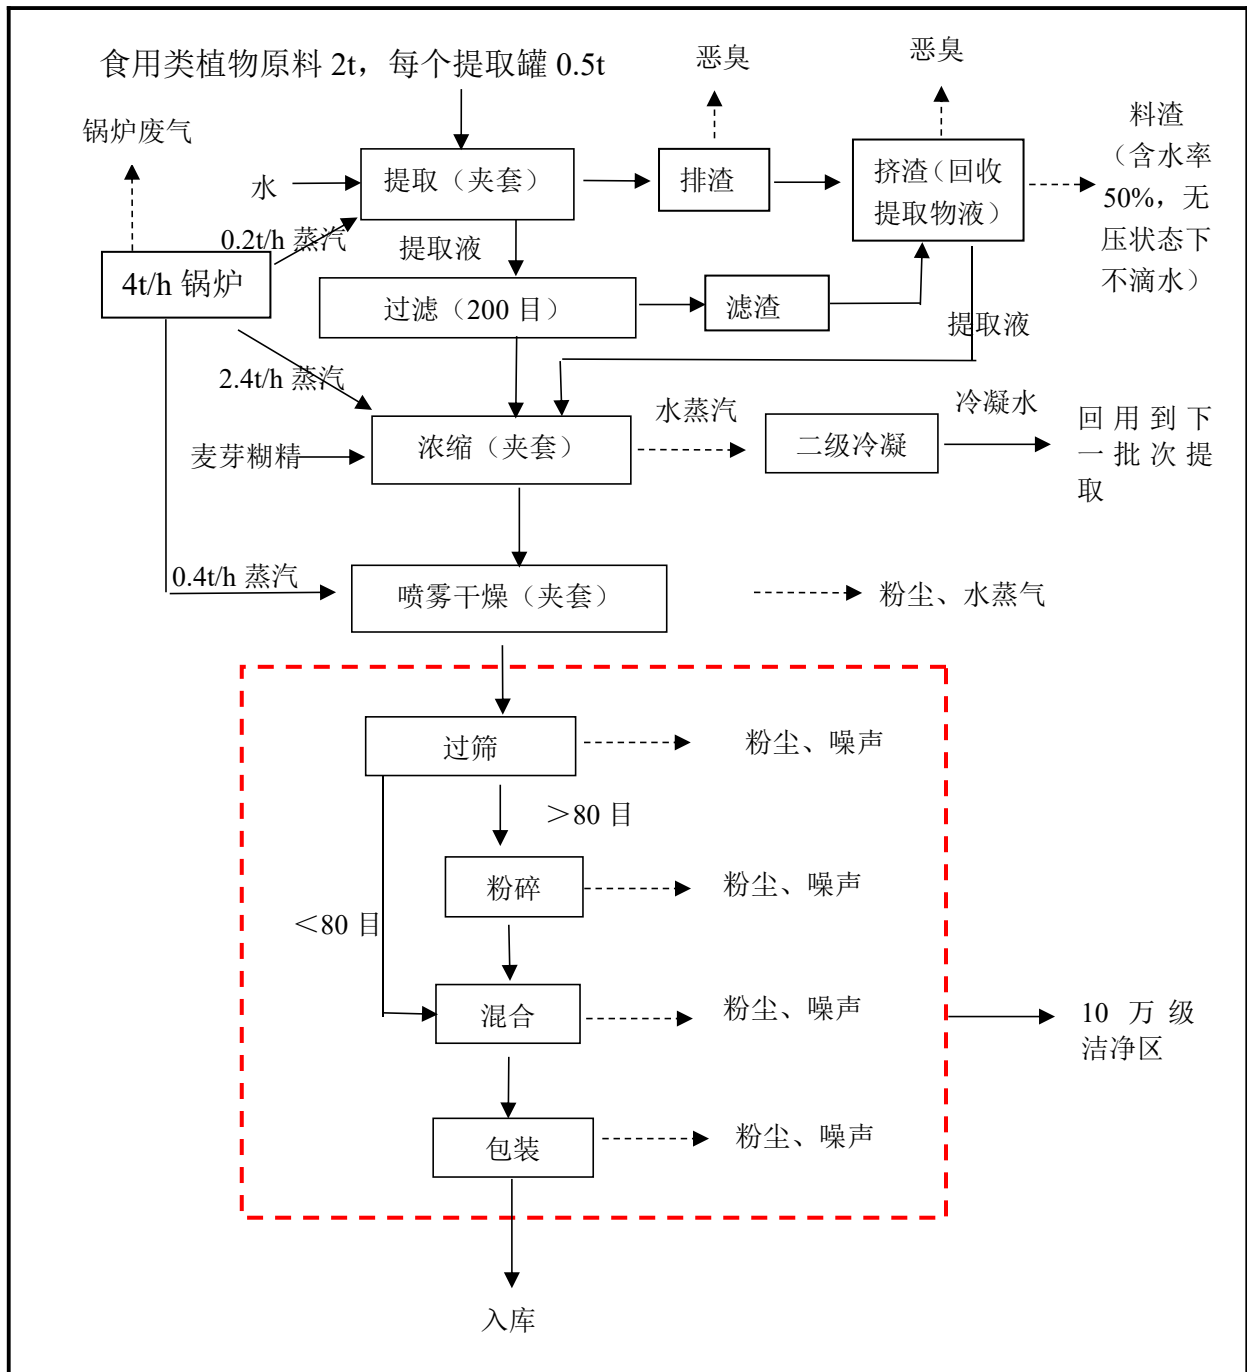 食用类植物原料 2t，每个提取罐 0.5t
恶臭
恶臭
锅炉废气
料渣
（含水率
50%，无
压状态下
不滴水）
水
提取（夹套）
排渣
挤渣（回收
提取物液）
0.2t/h 蒸汽
提取液
4t/h 锅炉
过滤（200 目）
滤渣
提取液
2.4t/h 蒸汽
水蒸汽
冷凝水
麦芽糊精
浓缩（夹套）
二级冷凝
回用到下
一批次提
取
0.4t/h 蒸汽
喷雾干燥（夹套）
粉尘、水蒸气
过筛
粉尘、噪声
＞80 目
粉碎
粉尘、噪声
＜80 目
混合
粉尘、噪声
10 万级
洁净区
包装
粉尘、噪声
入库